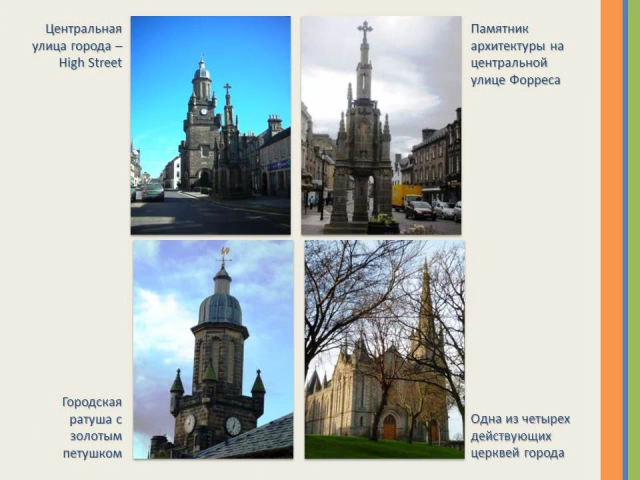 Центральная
улица города –
High Street
Памятник
архитектуры на
центральной
улице Форреса
Городская
ратуша с
золотым
петушком
Одна из четырех
действующих
церквей города